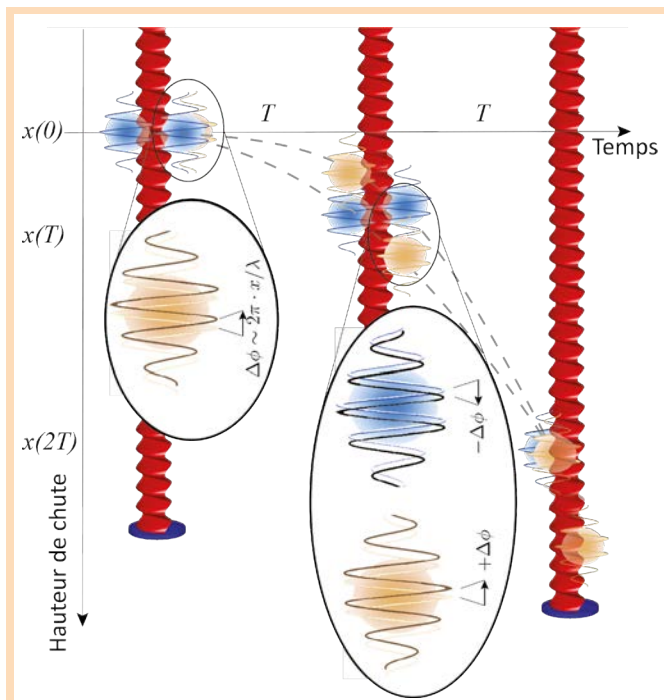 T
T
x(0)
Temps
x(T)
Δϕ ∼ 2π · x/λ
x(2T)
−Δϕ
+Δϕ
Hauteur de chute